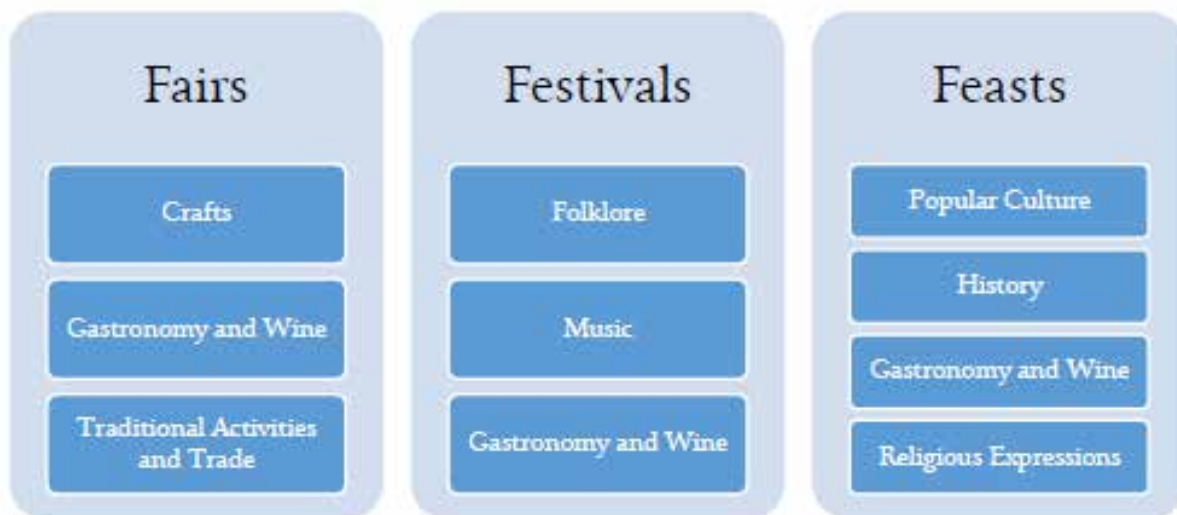 Fairs
Crafts
Gastronomy and Wine
Traditional Activities
and Trade
Festivals
Folklore
Music
Gastronomy and Wine
Feasts
Popular Culture
History
Gastronomy and Wine
Religious Expressions